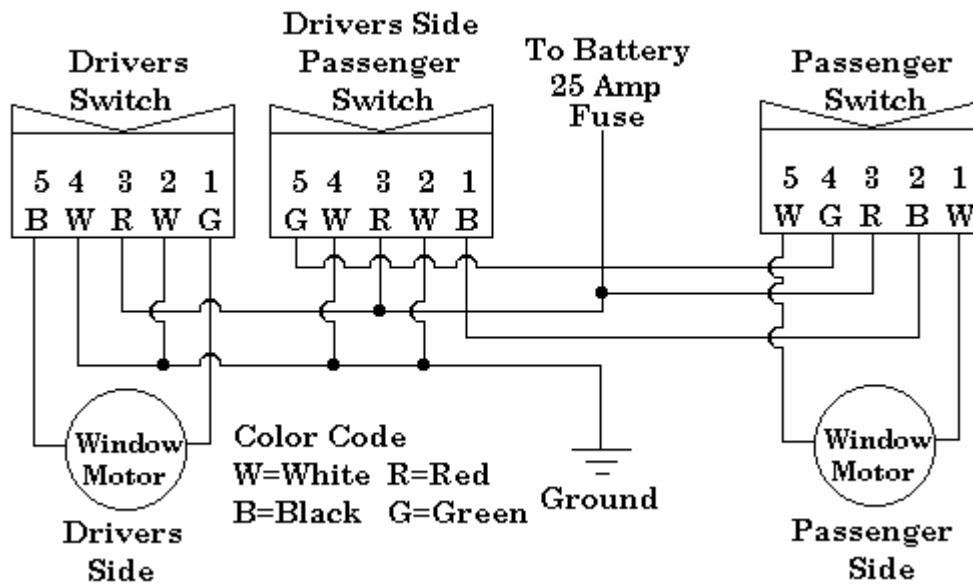 Drivers
Switch
5 4 3 2 1
B W R W G
Drivers Side
Passenger
Switch
5 4 3 2 1
G W R W B
To Battery
25 Amp
Fuse
Passenger
Switch
5 4 3 2 1
W G R B W
Window
Motor
Drivers
Side
Color Code
W=White R=Red
B=Black G=Green
Ground
Window
Motor
Passenger
Side